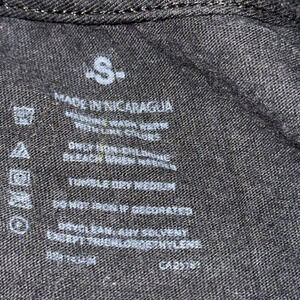 -S-
MADE IN NICARAGUA
MACHINE WASH WARM
WITH LIKE COLORS
ONLY NON-CHLORINE
BLEACH WHEN NEEDED
TUMBLE DRY MEDIUM
DO NOT IRON IF DECORATED
DRYCLEAN, ANY SOLVENT
EXCEPT TRICHLOROETHYLENE.
RN#